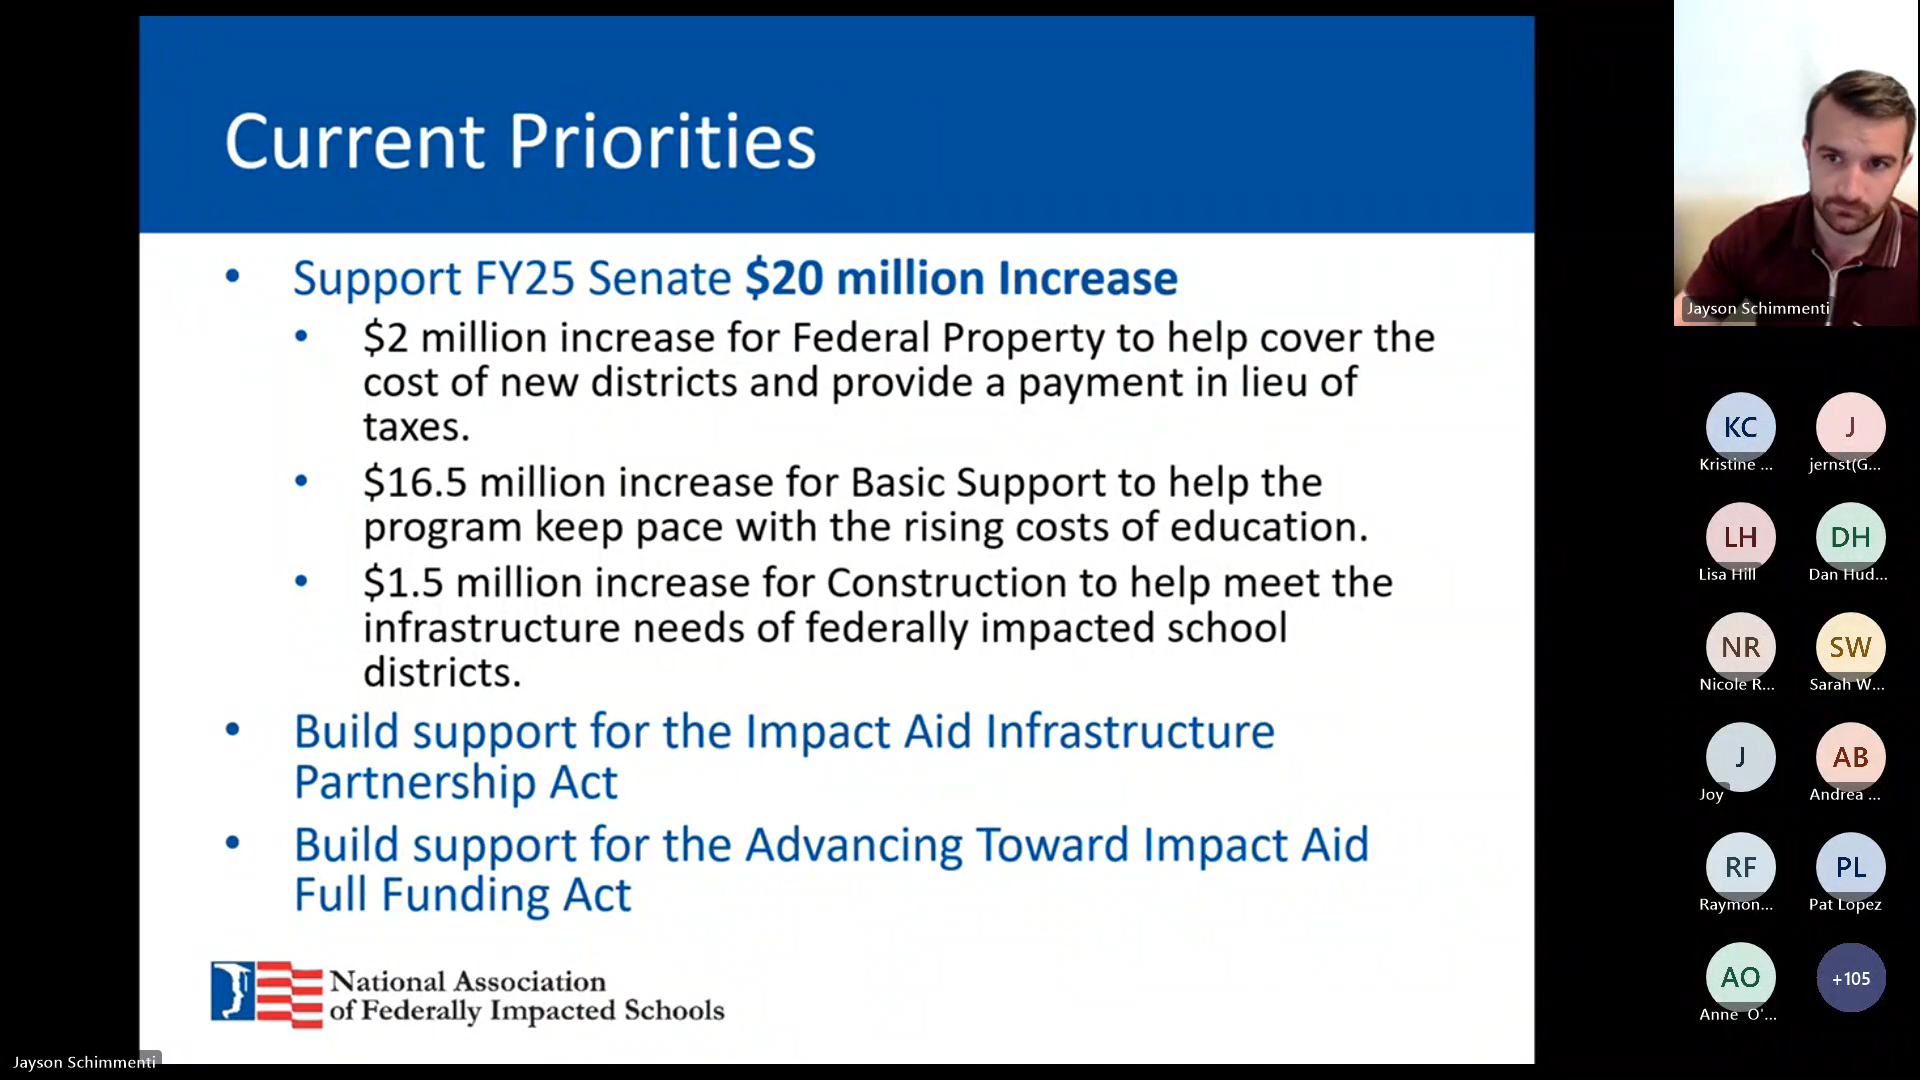 Current Priorities
• Support FY25 Senate $20 million Increase
• $2 million increase for Federal Property to help cover the
cost of new districts and provide a payment in lieu of
taxes.
• $16.5 million increase for Basic Support to help the
program keep pace with the rising costs of education.
• $1.5 million increase for Construction to help meet the
infrastructure needs of federally impacted school
districts.
• Build support for the Impact Aid Infrastructure
Partnership Act
• Build support for the Advancing Toward Impact Aid
Full Funding Act
National Association
of Federally Impacted Schools
Jayson Schimmenti
Jayson Schimmenti
KC
Kristine ...
J
jernst(G...
LH
Lisa Hill
DH
Dan Hud...
NR
Nicole R...
SW
Sarah W...
J
Joy
AB
Andrea ...
RF
Raymon...
PL
Pat Lopez
AO
Anne O'...
+105